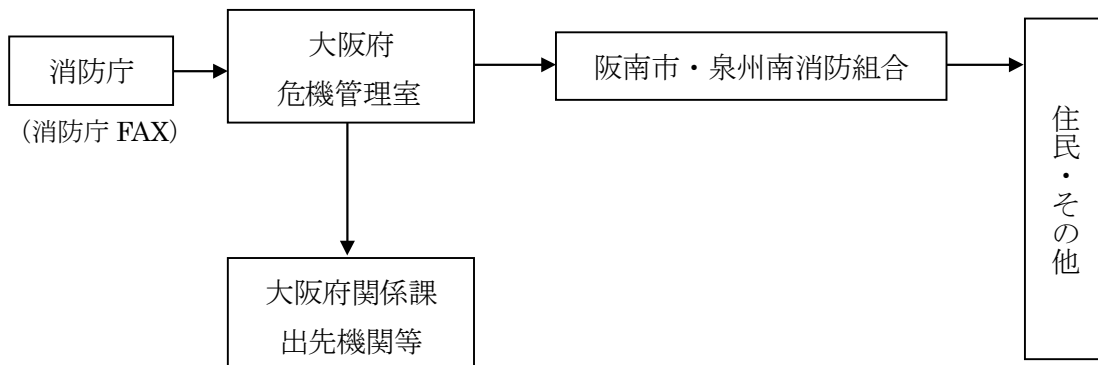 消防庁
(消防庁 FAX)
大阪府
危機管理室
阪南市・泉州南消防組合
住民・その他
大阪府関係課
出先機関等